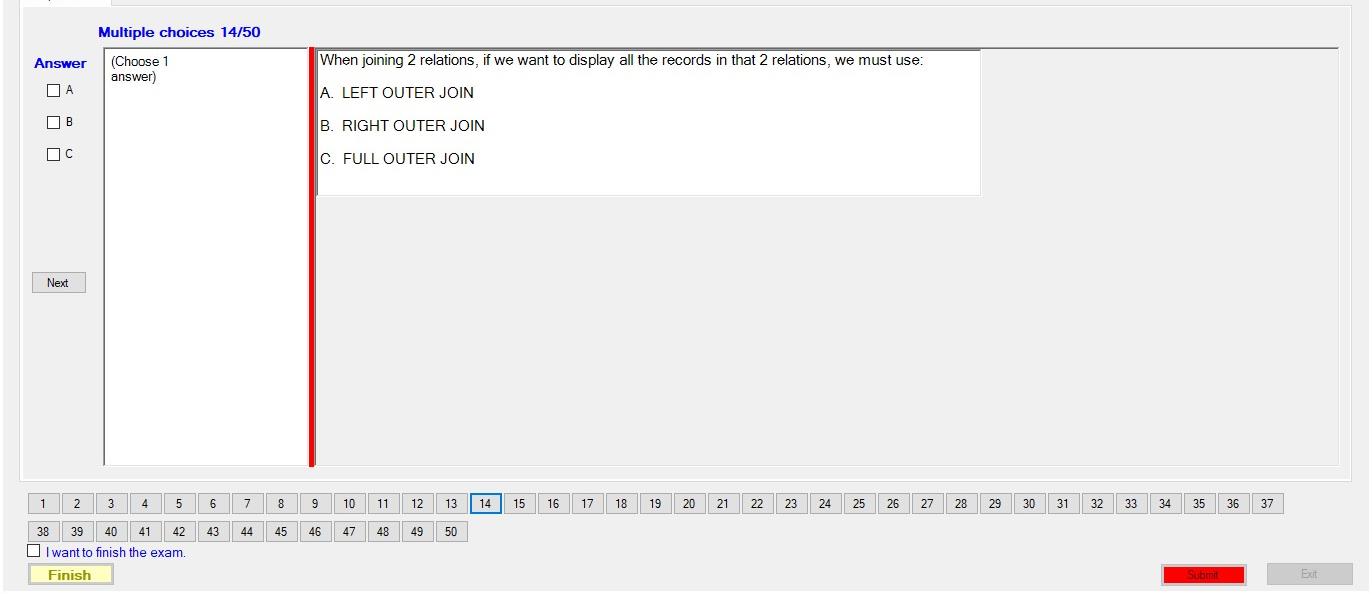 Multiple choices 14/50
Answer
A
B
C
Next
(Choose 1
answer)
When joining 2 relations, if we want to display all the records in that 2 relations, we must use:
A. LEFT OUTER JOIN
B. RIGHT OUTER JOIN
C. FULL OUTER JOIN
1 2 3 4 5 6 7 8 9 10 11 12 13 14 15 16 17 18 19 20 21 22 23 24 25 26 27 28 29 30 31 32 33 34 35 36 37
38 39 40 41 42 43 44 45 46 47 48 49 50
I want to finish the exam.
Finish
Submit
Exit